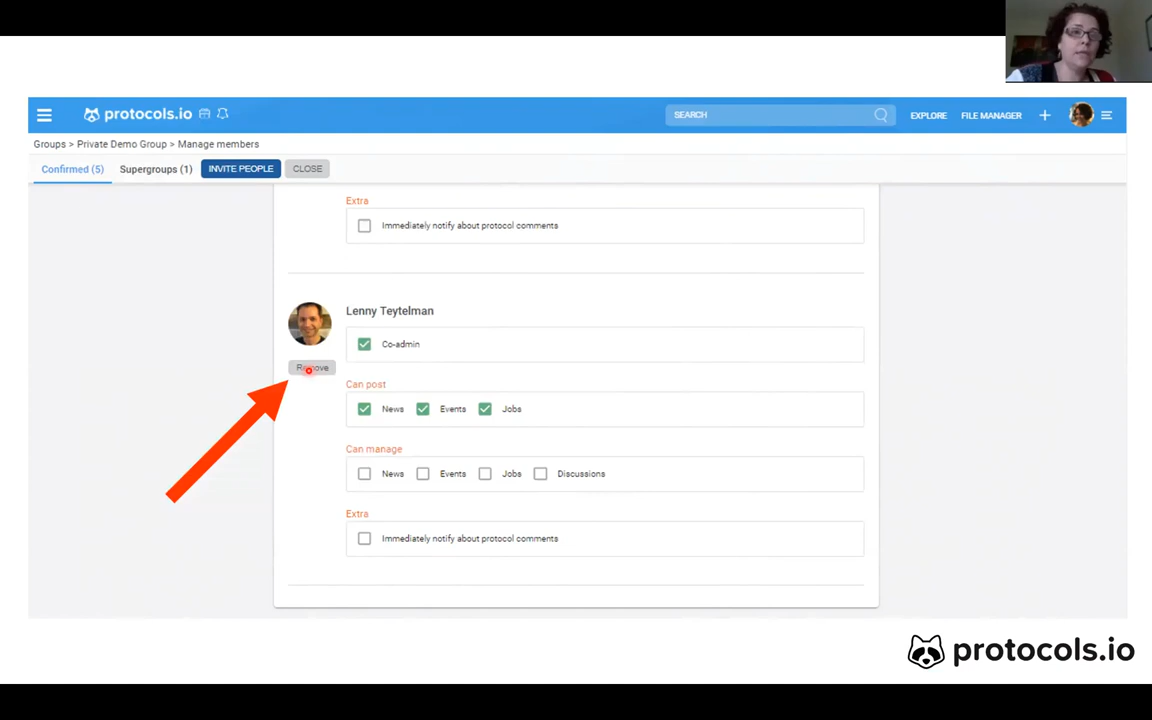 protocols.io
SEARCH
EXPLORE
FILE MANAGER
Groups > Private Demo Group > Manage members
Confirmed (5)
Supergroups (1)
INVITE PEOPLE
CLOSE
Extra
Immediately notify about protocol comments
Lenny Teytelman
Co-admin
Remove
Can post
News Events Jobs
Can manage
News Events Jobs Discussions
Extra
Immediately notify about protocol comments
protocols.io